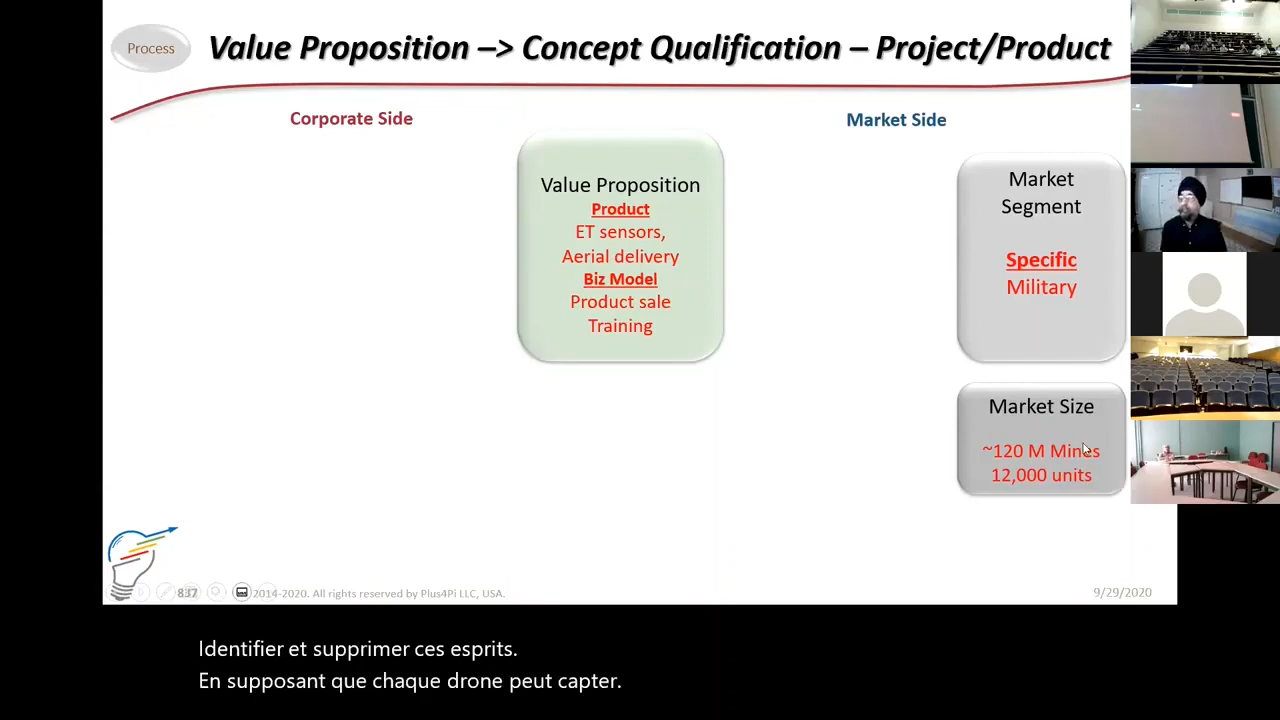 Process
Value Proposition –> Concept Qualification – Project/Product
Corporate Side
Market Side
Value Proposition
Product
ET sensors,
Aerial delivery
Biz Model
Product sale
Training
Market
Segment
Specific
Military
Market Size
~120 M Mines
12,000 units
837
2014-2020. All rights reserved by Plus4Pi LLC, USA.
9/29/2020
Identifier et supprimer ces esprits.
En supposant que chaque drone peut capter.